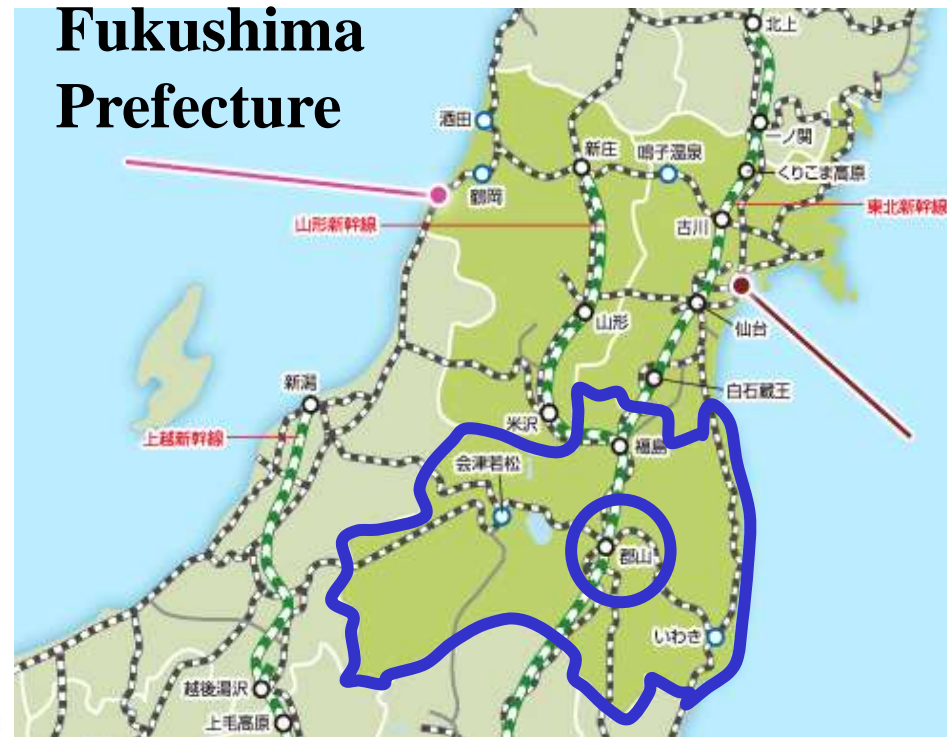 Fukushima
Prefecture
北上
酒田
一ノ関
新庄
鳴子温泉
くりこま高原
鶴岡
東北新幹線
山形新幹線
古川
山形
仙台
新潟
白石蔵王
米沢
上越新幹線
福島
会津若松
郡山
いわき
越後湯沢
上毛高原